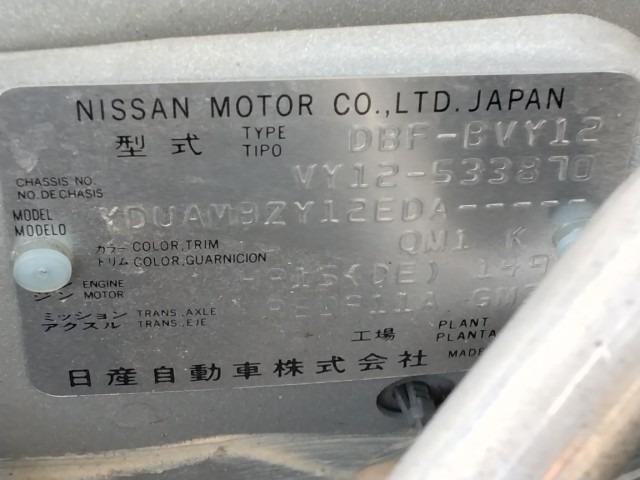 NISSAN MOTOR CO.,LTD. JAPAN
型式 TYPE TIPO DBF-BVY12
CHASSIS NO. NO.DE CHASIS VY12-533870
MODEL MODELO
カラー COLOR,TRIM QM1 K
トリム COLOR,GUARNICION
ENGINE
ジン MOTOR
ミッション TRANS.,AXLE
アクスル TRANS.,EJE
工場 PLANT PLANTA
日産自動車株式会社 MADE